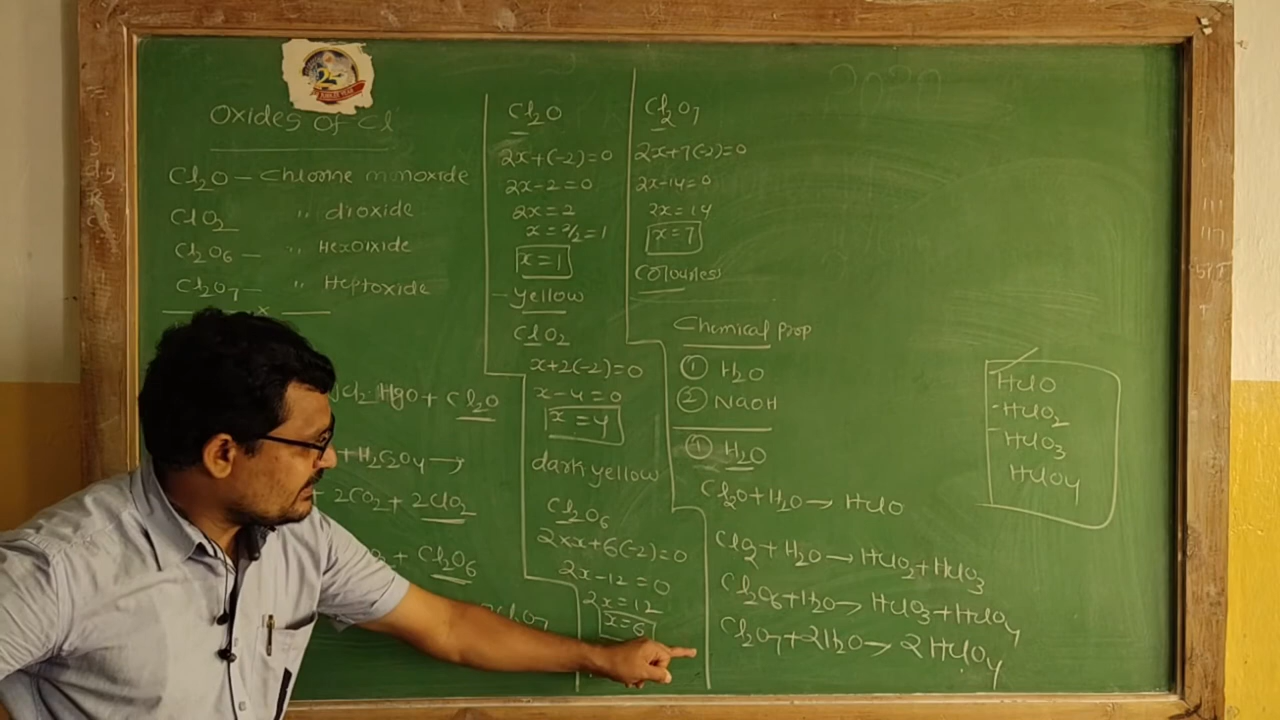 Oxides of Cl
Cl2O – Chlorine monoxide
ClO2 " dioxide
Cl2O6 – " Hexoxide
Cl2O7 – " Heptoxide
x
HgO + Cl2O
+ H2C2O4 →
+ 2CO2 + 2ClO2
+ Cl2O6
Cl2O
2x+(-2)=0
2x-2=0
2x=2
x=2/2=1
x=1
– yellow
ClO2
x+2(-2)=0
x-4=0
x=4
dark yellow
Cl2O6
2xx+6(-2)=0
2x-12=0
2x=12
x=6
Cl2O7
2x+7(-2)=0
2x-14=0
2x=14
x=7
Colourless
Chemical prop
① H2O
② NaOH
① H2O
Cl2O+H2O → HClO
ClO2+H2O → HClO2+HClO3
Cl2O6+H2O → HClO3+HClO4
Cl2O7+2H2O → 2HClO4
HClO
-HClO2
-HClO3
HClO4